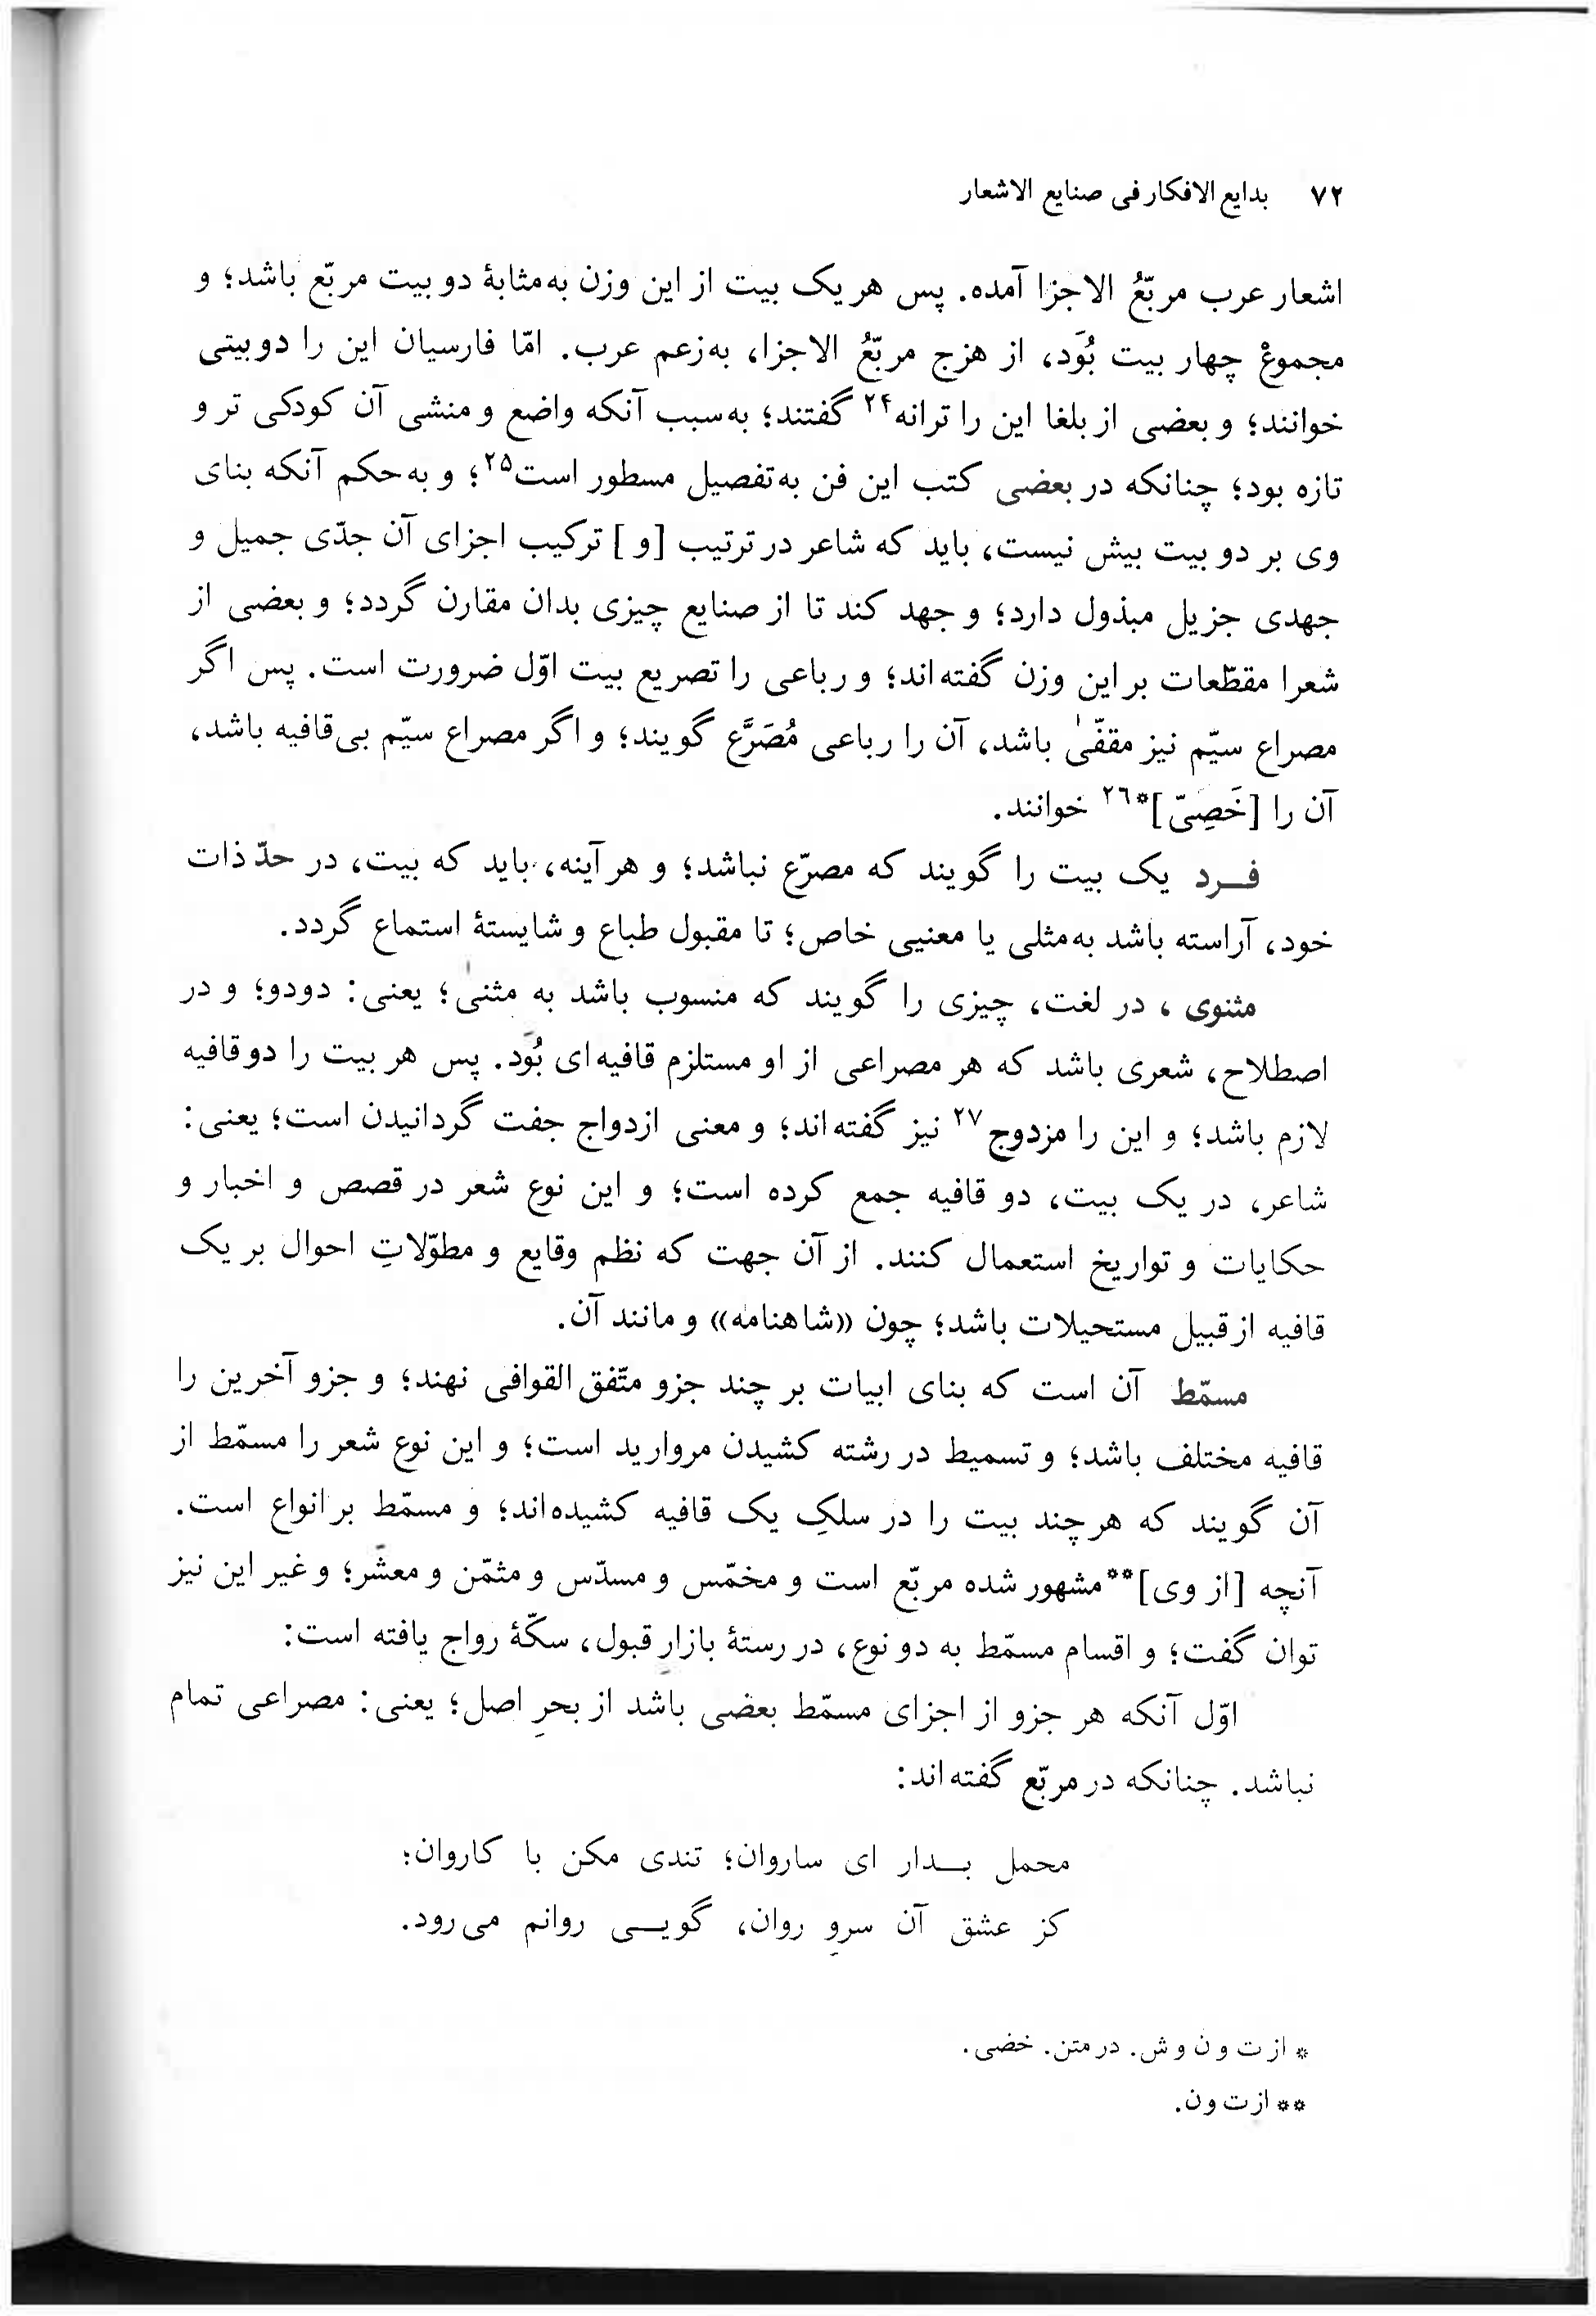 ۷۲ بدایع الافکار فی صنایع الاشعار
اشعار عرب مربّعُ الاجزا آمده. پس هر یک بیت از این وزن به‌مثابهٔ دو بیت مربّع باشد؛ و
مجموعْ چهار بیت بُوَد، از هزج مربّعُ الاجزا، به‌زعم عرب. امّا فارسیان این را دوبیتی
خوانند؛ و بعضی از بلغا این را ترانه۲۴ گفتند؛ به‌سبب آنکه واضع و منشی آن کودکی تر و
تازه بود؛ چنانکه در بعضی کتب این فن به‌تفصیل مسطور است۲۵؛ و به‌حکم آنکه بنای
وی بر دو بیت بیش نیست، باید که شاعر در ترتیب [و] ترکیب اجزای آن جدّی جمیل و
جهدی جزیل مبذول دارد؛ و جهد کند تا از صنایع چیزی بدان مقارن گردد؛ و بعضی از
شعرا مقطّعات بر این وزن گفته‌اند؛ و رباعی را تصریع بیت اوّل ضرورت است. پس اگر
مصراع سیّم نیز مقفّیٰ باشد، آن را رباعی مُصَرَّع گویند؛ و اگر مصراع سیّم بی‌قافیه باشد،
آن را [خَصِیّ]*۲۶ خوانند.
فرد یک بیت را گویند که مصرّع نباشد؛ و هرآینه، باید که بیت، در حدّ ذات
خود، آراسته باشد به‌مثلی یا معنیی خاص؛ تا مقبول طباع و شایستهٔ استماع گردد.
مثنوی ، در لغت، چیزی را گویند که منسوب باشد به مثنیٰ؛ یعنی: دودو؛ و در
اصطلاح، شعری باشد که هر مصراعی از او مستلزم قافیه‌ای بُوَد. پس هر بیت را دو قافیه
لازم باشد؛ و این را مزدوج۲۷ نیز گفته‌اند؛ و معنی ازدواج جفت گردانیدن است؛ یعنی:
شاعر، در یک بیت، دو قافیه جمع کرده است؛ و این نوع شعر در قصص و اخبار و
حکایات و تواریخ استعمال کنند. از آن جهت که نظم وقایع و مطوّلاتِ احوال بر یک
قافیه از قبیل مستحیلات باشد؛ چون «شاهنامه» و مانند آن.
مسمّط آن است که بنای ابیات بر چند جزو متّفق القوافی نهند؛ و جزو آخرین را
قافیه مختلف باشد؛ و تسمیط در رشته کشیدن مروارید است؛ و این نوع شعر را مسمّط از
آن گویند که هر چند بیت را در سلکِ یک قافیه کشیده‌اند؛ و مسمّط بر انواع است.
آنچه [از وی]**مشهور شده مربّع است و مخمّس و مسدّس و مثمّن و معشّر؛ و غیر این نیز
توان گفت؛ و اقسام مسمّط به دو نوع، در رستهٔ بازارِ قبول، سکّهٔ رواج یافته است:
اوّل آنکه هر جزو از اجزای مسمّط بعضی باشد از بحرِ اصل؛ یعنی: مصراعی تمام
نباشد. چنانکه در مربّع گفته‌اند:
محمل بدار ای ساروان؛ تندی مکن با کاروان؛
کز عشق آن سروِ روان، گویی روانم می‌رود.
* از ت و ن و ش. در متن. خضی.
** از ت و ن.